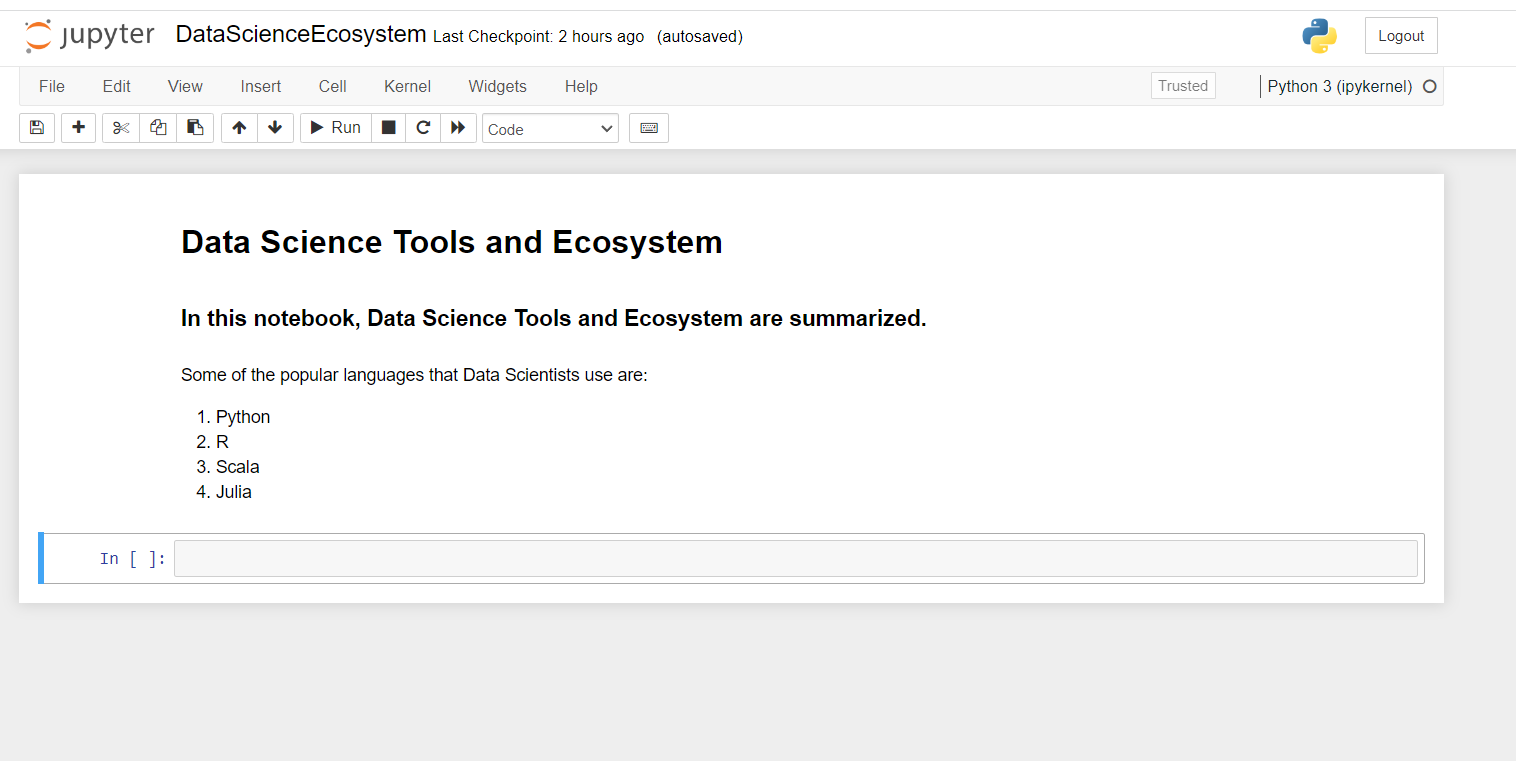 jupyter DataScienceEcosystem Last Checkpoint: 2 hours ago (autosaved) Logout
File Edit View Insert Cell Kernel Widgets Help Trusted Python 3 (ipykernel)
Run Code
Data Science Tools and Ecosystem
In this notebook, Data Science Tools and Ecosystem are summarized.
Some of the popular languages that Data Scientists use are:
1. Python
2. R
3. Scala
4. Julia
In [ ]: